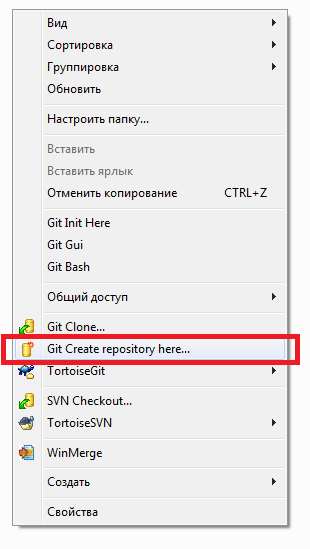 Вид
Сортировка
Группировка
Обновить
Настроить папку...
Вставить
Вставить ярлык
Отменить копирование CTRL+Z
Git Init Here
Git Gui
Git Bash
Общий доступ
Git Clone...
Git Create repository here...
TortoiseGit
SVN Checkout...
TortoiseSVN
WinMerge
Создать
Свойства